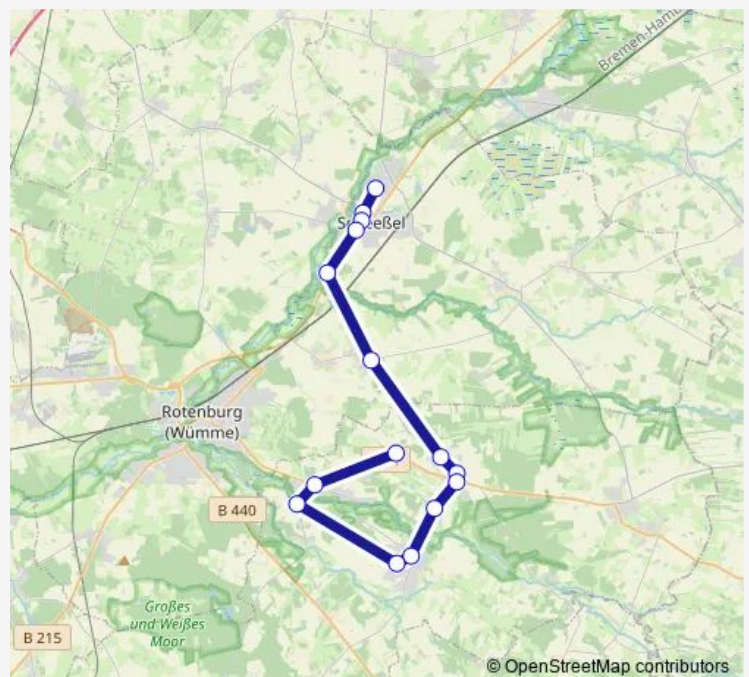 Bremen-Hamb
Scheeßel
Rotenburg
(Wümme)
B 440
Großes
und Weißes
Moor
B 215
© OpenStreetMap contributors